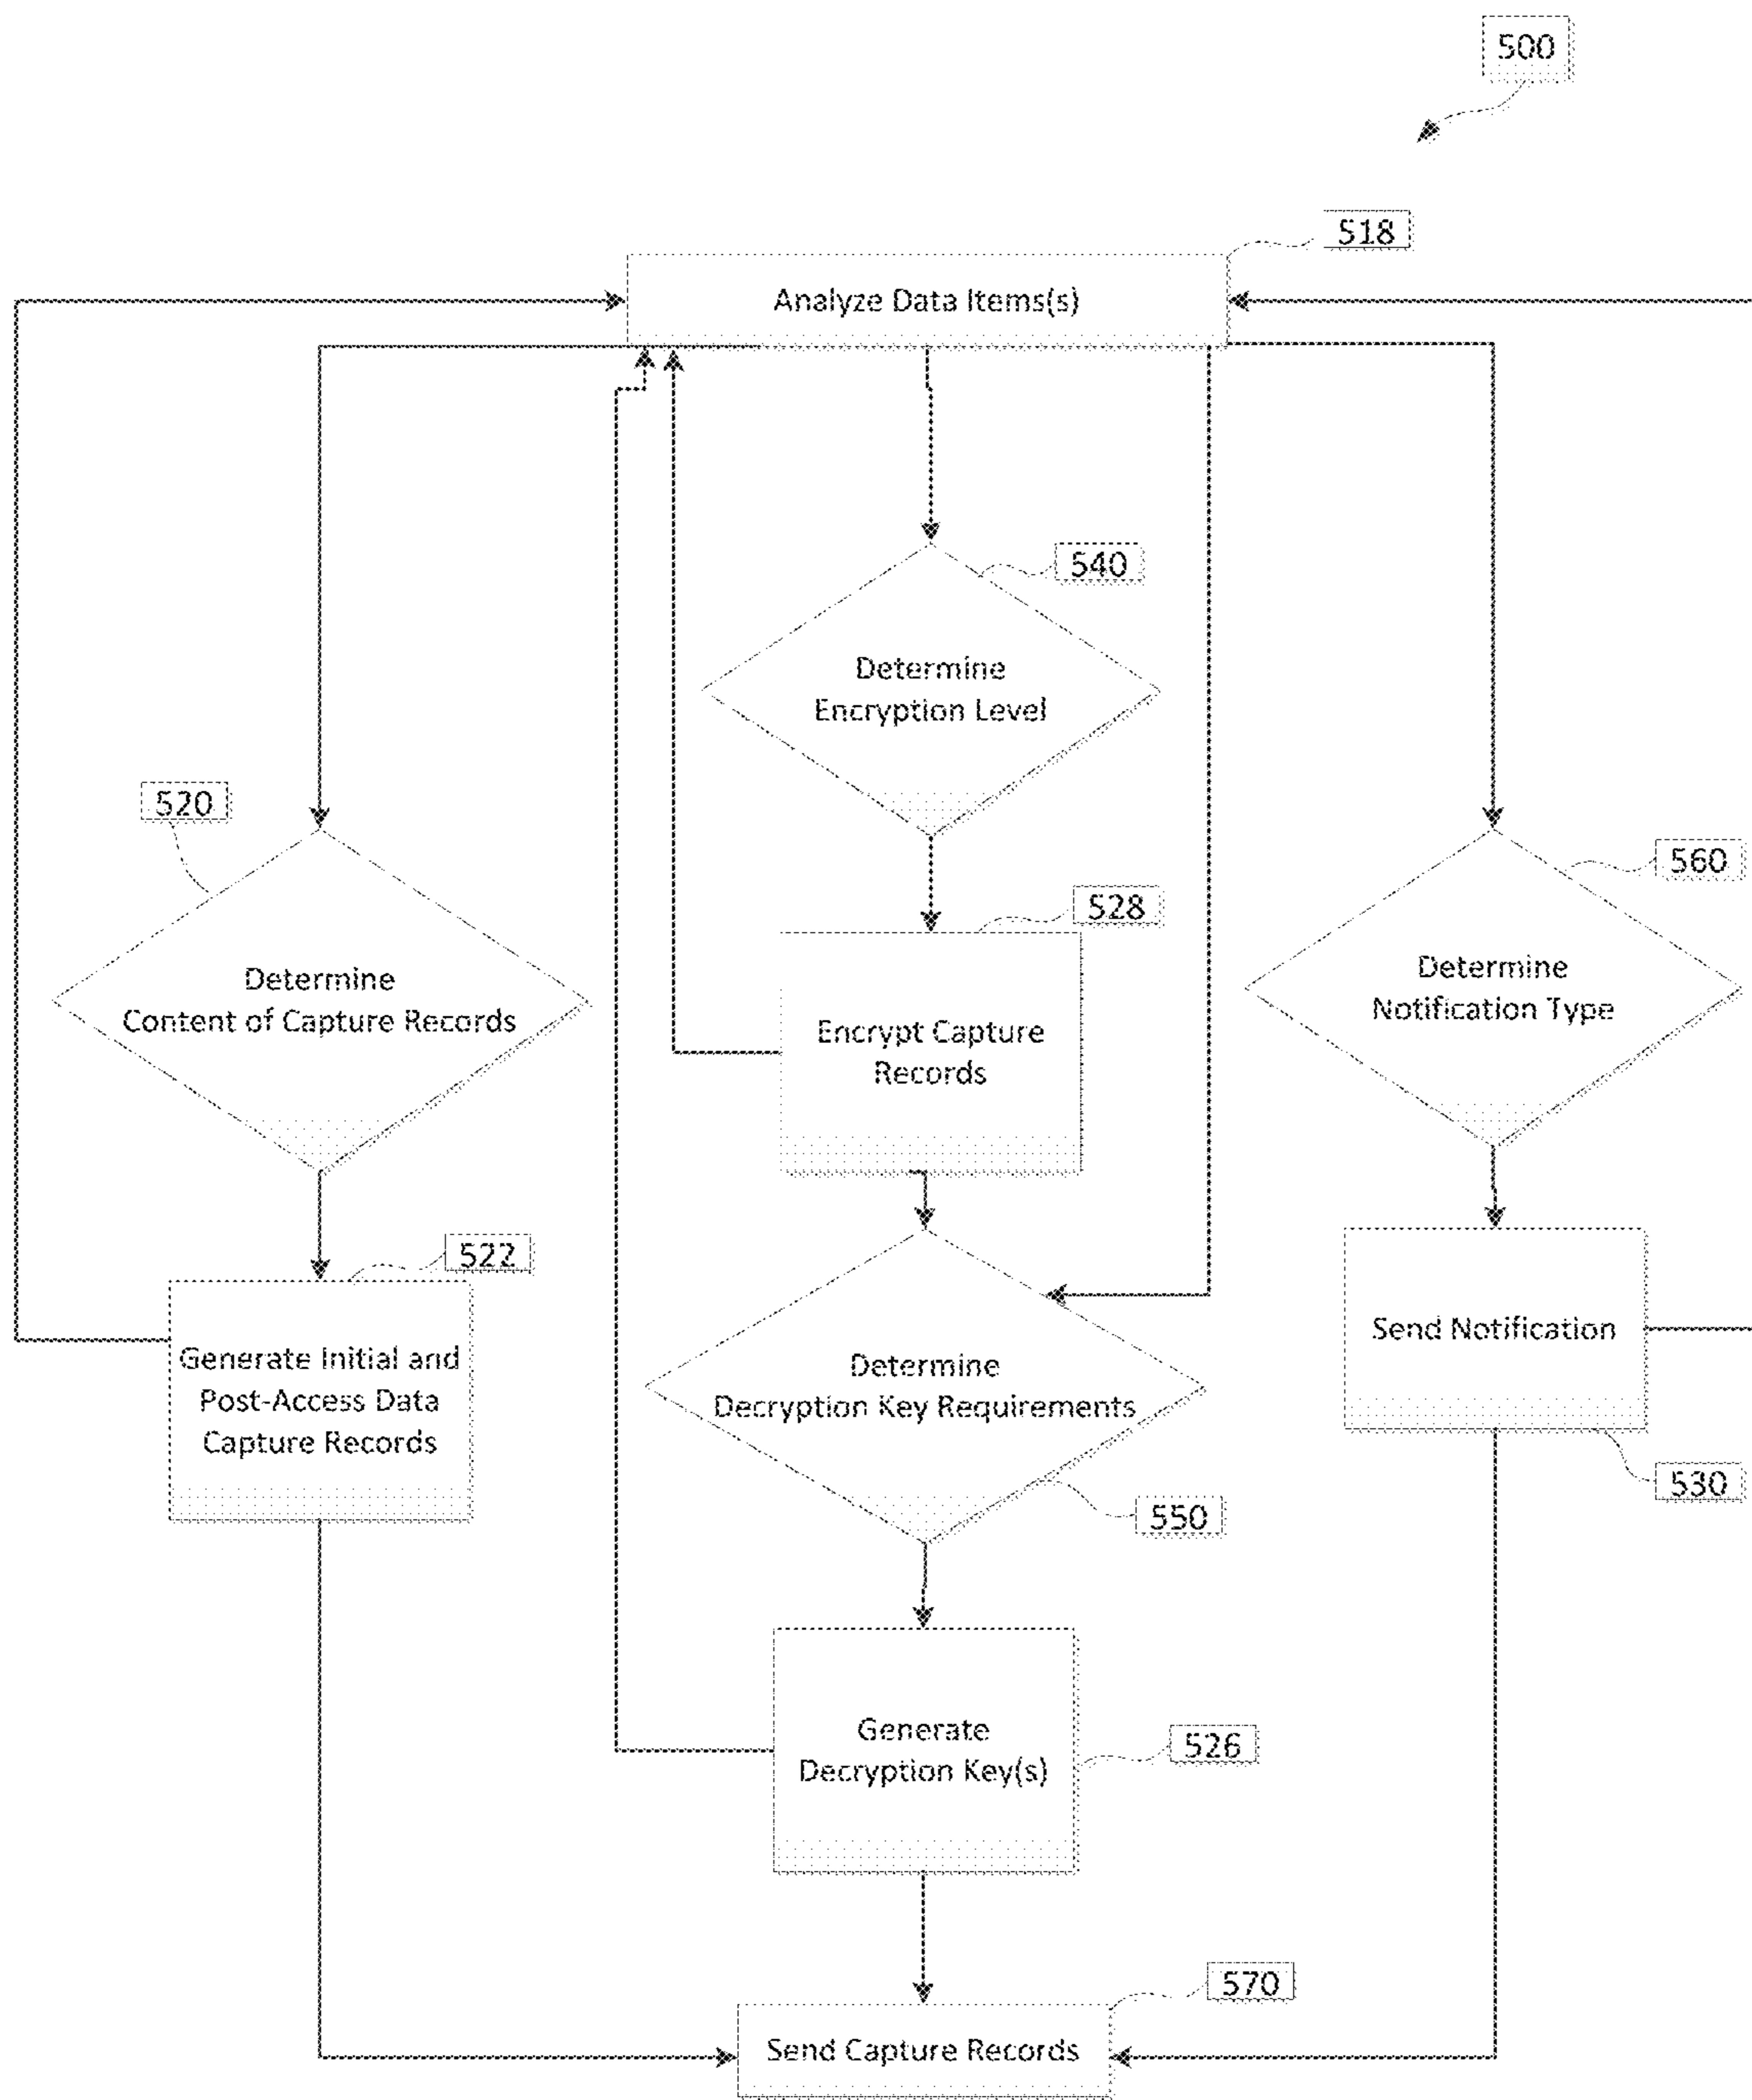 500
518
Analyze Data Items(s)
540
Determine
Encryption Level
520
Determine
Content of Capture Records
560
Determine
Notification Type
528
Encrypt Capture
Records
522
Generate Initial and
Post-Access Data
Capture Records
Determine
Decryption Key Requirements
550
Send Notification
530
Generate
Decryption Key(s)
526
570
Send Capture Records